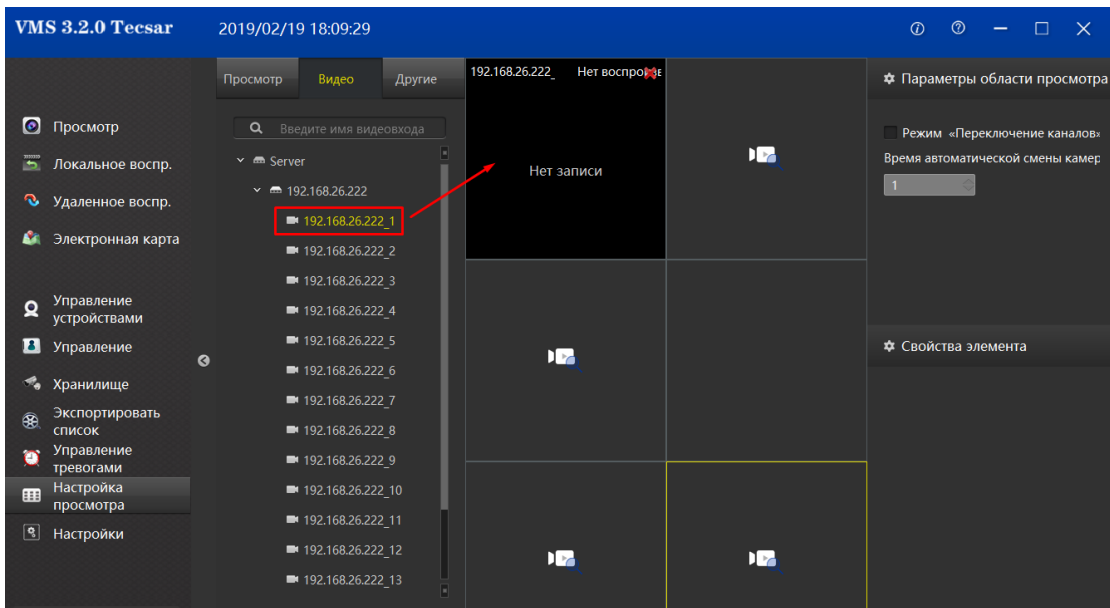 VMS 3.2.0 Tecsar
2019/02/19 18:09:29
Просмотр
Локальное воспр.
Удаленное воспр.
Электронная карта
Управление
устройствами
Управление
Хранилище
Экспортировать
список
Управление
тревогами
Настройка
просмотра
Настройки
Просмотр Видео Другие
Введите имя видеовхода
Server
192.168.26.222
192.168.26.222_1
192.168.26.222_2
192.168.26.222_3
192.168.26.222_4
192.168.26.222_5
192.168.26.222_6
192.168.26.222_7
192.168.26.222_8
192.168.26.222_9
192.168.26.222_10
192.168.26.222_11
192.168.26.222_12
192.168.26.222_13
192.168.26.222_ Нет
Нет записи
Параметры области просмотра
Режим «Переключение каналов»
Время автоматической смены камер
1
Свойства элемента